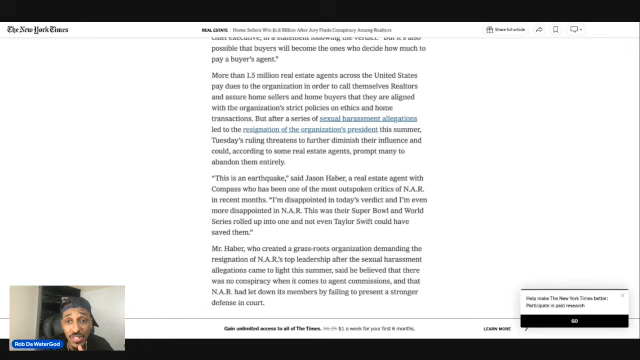 The New York Times
REAL ESTATE | Home Sellers Win $1.8 Billion After Jury Finds Conspiracy Among Realtors
Share full article
chief executive, in a statement following the verdict. "But it's also
possible that buyers will become the ones who decide how much to
pay a buyer's agent."
More than 1.5 million real estate agents across the United States
pay dues to the organization in order to call themselves Realtors
and assure home sellers and home buyers that they are aligned
with the organization's strict policies on ethics and home
transactions. But after a series of sexual harassment allegations
led to the resignation of the organization's president this summer,
Tuesday's ruling threatens to further diminish their influence and
could, according to some real estate agents, prompt many to
abandon them entirely.
"This is an earthquake," said Jason Haber, a real estate agent with
Compass who has been one of the most outspoken critics of N.A.R.
in recent months. "I'm disappointed in today's verdict and I'm even
more disappointed in N.A.R. This was their Super Bowl and World
Series rolled up into one and not even Taylor Swift could have
saved them."
Mr. Haber, who created a grass-roots organization demanding the
resignation of N.A.R.'s top leadership after the sexual harassment
allegations came to light this summer, said he believed that there
was no conspiracy when it comes to agent commissions, and that
N.A.R. had let down its members by failing to present a stronger
defense in court.
Help make The New York Times better:
Participate in paid research
GO
Gain unlimited access to all of The Times. $6.25 $1 a week for your first 6 months.
LEARN MORE
Rob Da WaterGod